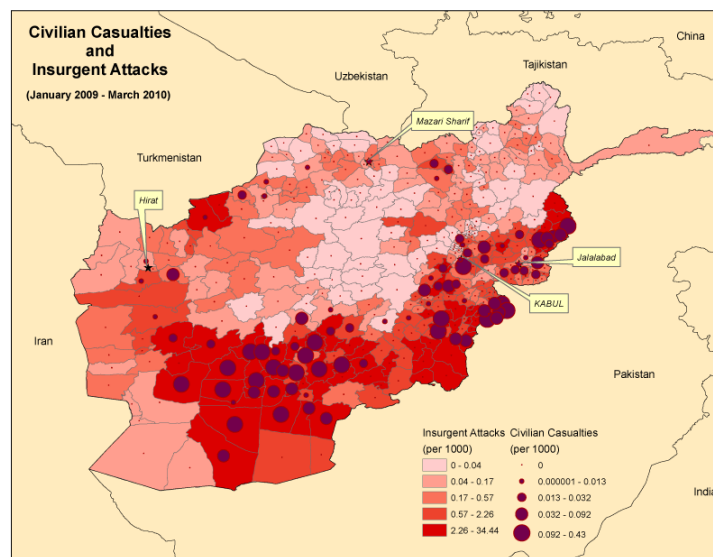 Civilian Casualties
and
Insurgent Attacks
(January 2009 - March 2010)
China
Uzbekistan
Tajikistan
Mazari Sharif
Turkmenistan
Hirat
Jalalabad
KABUL
Iran
Pakistan
India
Insurgent Attacks
(per 1000)
0 - 0.04
0.04 - 0.17
0.17 - 0.57
0.57 - 2.26
2.26 - 34.44
Civilian Casualties
(per 1000)
0
0.000001 - 0.013
0.013 - 0.032
0.032 - 0.092
0.092 - 0.43